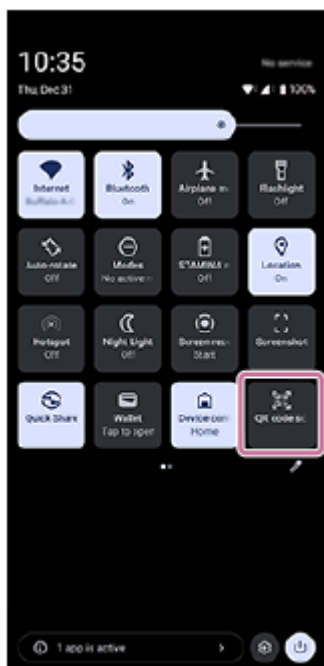 10:35
No service
Thu, Dec 31
100%
Internet
Bluetooth
On
Airplane m
Off
Flashlight
Off
Auto-rotate
Off
Modes
No active m
STAMINA
Off
Location
On
Hotspot
Off
Night Light
Off
Screen rec
Start
Screenshot
Quick Share
Wallet
Tap to open
Device con
Home
QR code sc
1 app is active